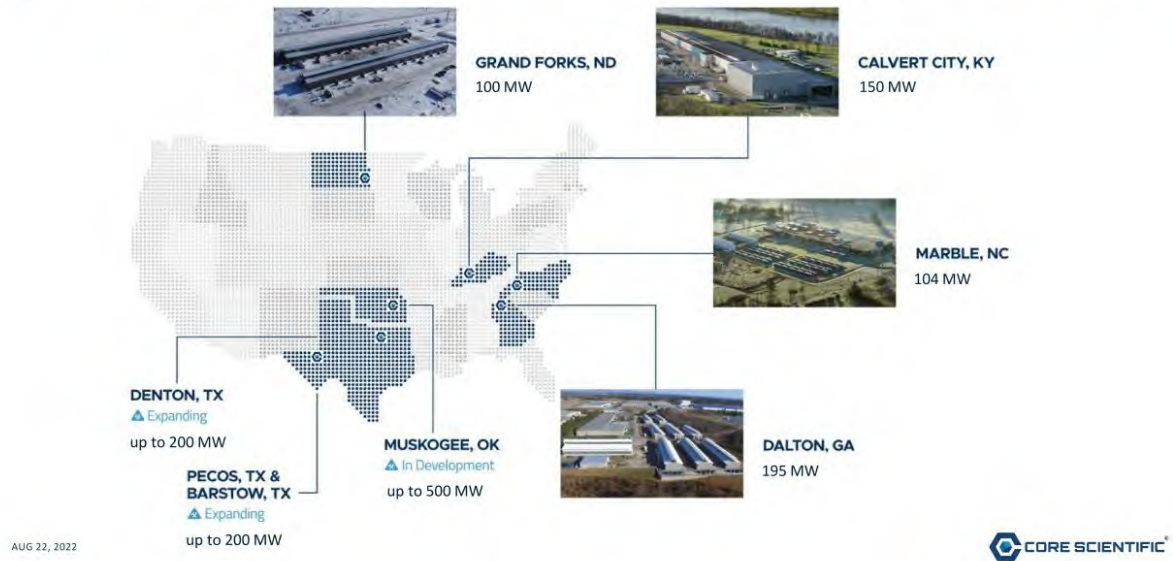 GRAND FORKS, ND
100 MW
CALVERT CITY, KY
150 MW
MARBLE, NC
104 MW
DENTON, TX
Expanding
up to 200 MW
MUSKOGEE, OK
In Development
up to 500 MW
DALTON, GA
195 MW
PECOS, TX &
BARSTOW, TX
Expanding
up to 200 MW
AUG 22, 2022
CORE SCIENTIFIC®